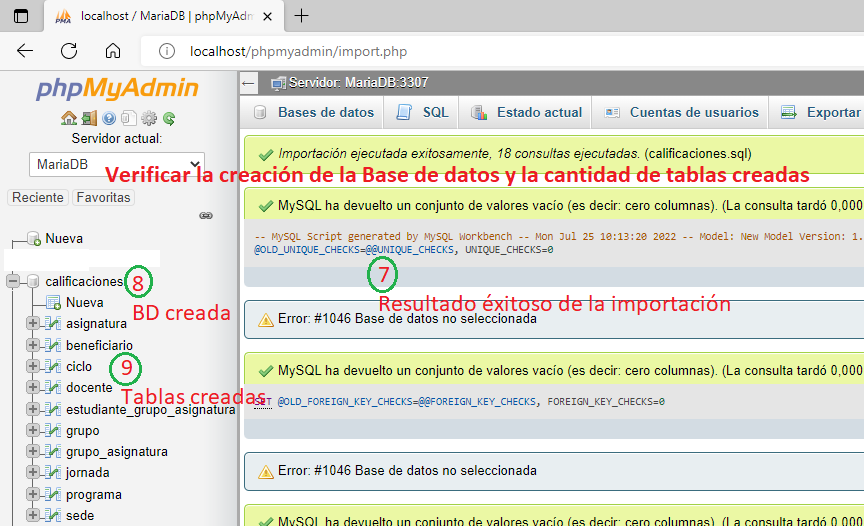 localhost / MariaDB | phpMyAdm
localhost/phpmyadmin/import.php
phpMyAdmin
Servidor actual:
MariaDB
Reciente
Favoritas
Nueva
calificaciones
Nueva
asignatura
beneficiario
ciclo
docente
estudiante_grupo_asignatura
grupo
grupo_asignatura
jornada
programa
sede
8
BD creada
9
Tablas creadas
Servidor: MariaDB:3307
Bases de datos
SQL
Estado actual
Cuentas de usuarios
Exportar
Importación ejecutada exitosamente, 18 consultas ejecutadas. (calificaciones.sql)
Verificar la creación de la Base de datos y la cantidad de tablas creadas
MySQL ha devuelto un conjunto de valores vacío (es decir: cero columnas). (La consulta tardó 0,000
-- MySQL Script generated by MySQL Workbench -- Mon Jul 25 10:13:20 2022 -- Model: New Model Version: 1.
@OLD_UNIQUE_CHECKS=@@UNIQUE_CHECKS, UNIQUE_CHECKS=0
7
Resultado éxitoso de la importación
Error: #1046 Base de datos no seleccionada
MySQL ha devuelto un conjunto de valores vacío (es decir: cero columnas). (La consulta tardó 0,000
SET @OLD_FOREIGN_KEY_CHECKS=@@FOREIGN_KEY_CHECKS, FOREIGN_KEY_CHECKS=0
Error: #1046 Base de datos no seleccionada
MySQL ha devuelto un conjunto de valores vacío (es decir: cero columnas). (La consulta tardó 0,000